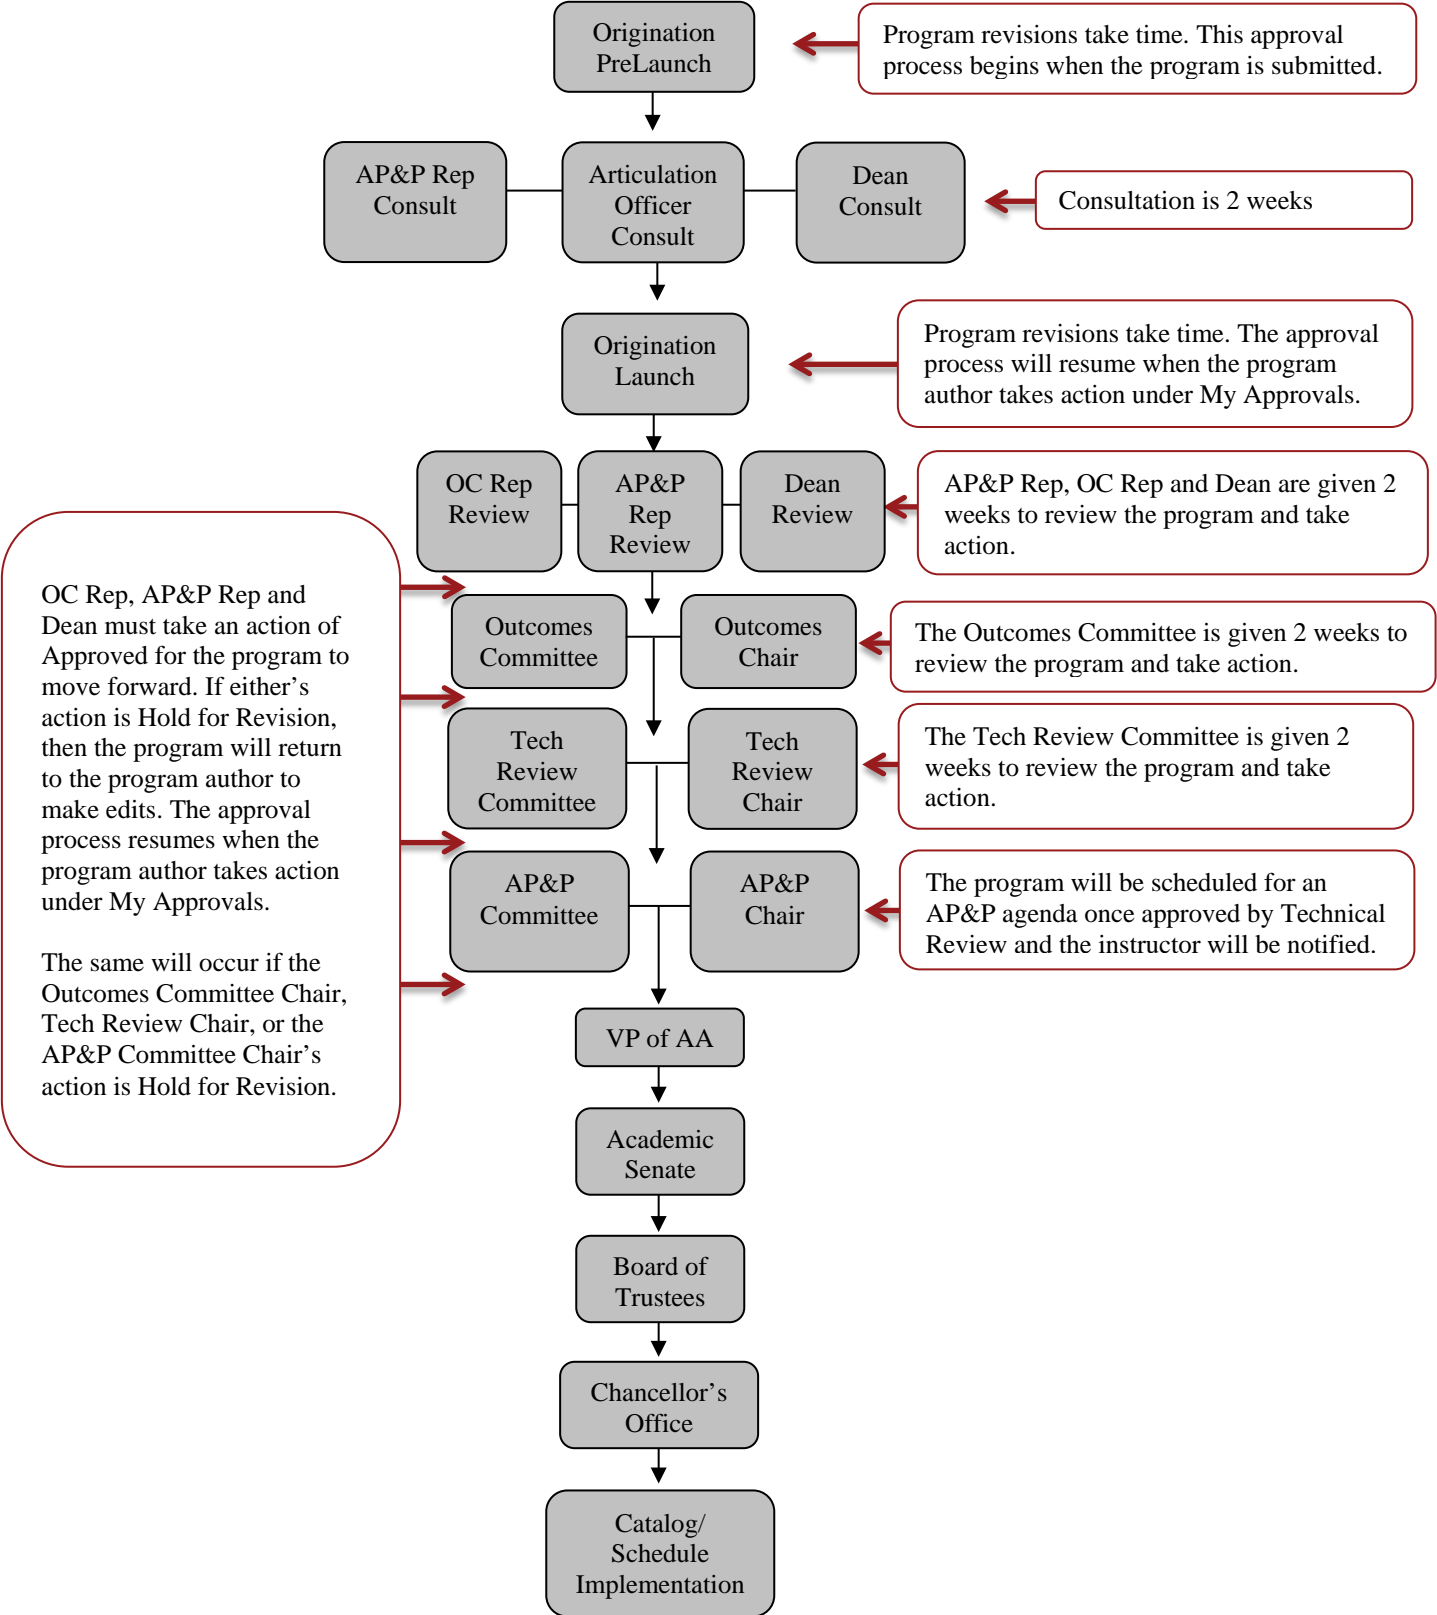 Origination
PreLaunch
Program revisions take time. This approval
process begins when the program is submitted.
AP&P Rep
Consult
Articulation
Officer
Consult
Dean
Consult
Consultation is 2 weeks
Origination
Launch
Program revisions take time. The approval
process will resume when the program
author takes action under My Approvals.
OC Rep
Review
AP&P
Rep
Review
Dean
Review
AP&P Rep, OC Rep and Dean are given 2
weeks to review the program and take
action.
OC Rep, AP&P Rep and
Dean must take an action of
Approved for the program to
move forward. If either’s
action is Hold for Revision,
then the program will return
to the program author to
make edits. The approval
process resumes when the
program author takes action
under My Approvals.
The same will occur if the
Outcomes Committee Chair,
Tech Review Chair, or the
AP&P Committee Chair’s
action is Hold for Revision.
Outcomes
Committee
Outcomes
Chair
The Outcomes Committee is given 2 weeks to
review the program and take action.
Tech
Review
Committee
Tech
Review
Chair
The Tech Review Committee is given 2
weeks to review the program and take
action.
AP&P
Committee
AP&P
Chair
The program will be scheduled for an
AP&P agenda once approved by Technical
Review and the instructor will be notified.
VP of AA
Academic
Senate
Board of
Trustees
Chancellor’s
Office
Catalog/
Schedule
Implementation